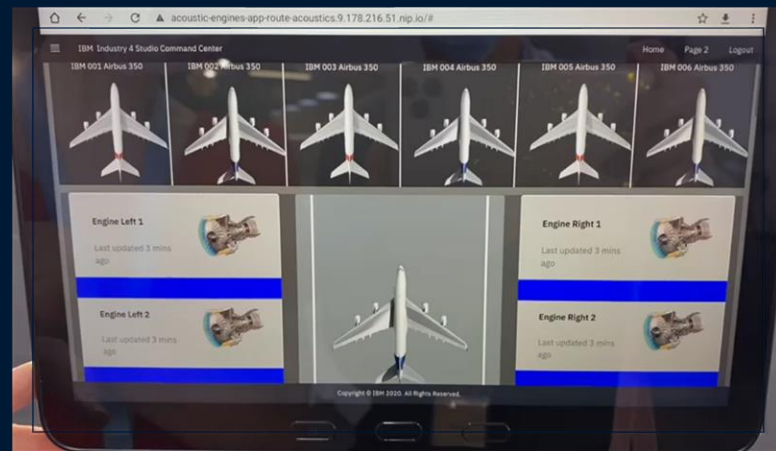 acoustic-engines-app-route-acoustics.9.178.216.51.nip.io/#
IBM Industry 4 Studio Command Center
Home Page 2 Logout
IBM 001 Airbus 350 IBM 002 Airbus 350 IBM 003 Airbus 350 IBM 004 Airbus 350 IBM 005 Airbus 350 IBM 006 Airbus 350
Engine Left 1
Last updated 3 mins
ago
Engine Left 2
Last updated 3 mins
ago
Engine Right 1
Last updated 3 mins
ago
Engine Right 2
Last updated 3 mins
ago
Copyright © IBM 2020. All Rights Reserved.